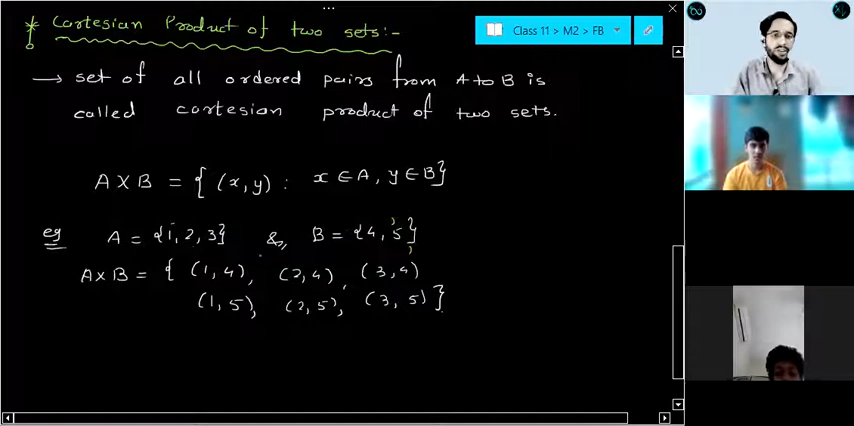 * Cartesian Product of two sets:-
→ set of all ordered pairs from A to B is
called cartesian product of two sets.
A X B = { (x, y) : x ∈ A, y ∈ B }
eg A = {1, 2, 3} & B = {4, 5}
A x B = { (1, 4), (2, 4), (3, 4)
(1, 5), (2, 5), (3, 5) }
Class 11 > M2 > FB